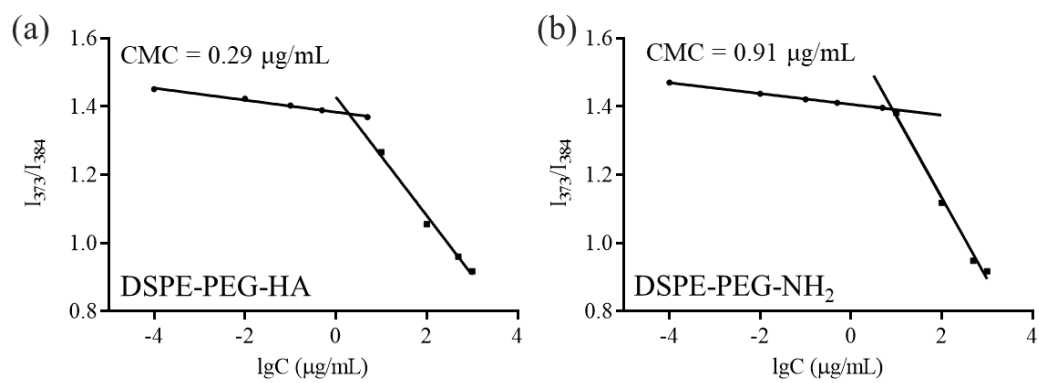 (a)
CMC = 0.29 μg/mL
I373/I384
1.6
1.4
1.2
1.0
0.8
DSPE-PEG-HA
-4
-2
0
2
4
lgC (μg/mL)
(b)
CMC = 0.91 μg/mL
I373/I384
1.6
1.4
1.2
1.0
0.8
DSPE-PEG-NH2
-4
-2
0
2
4
lgC (μg/mL)